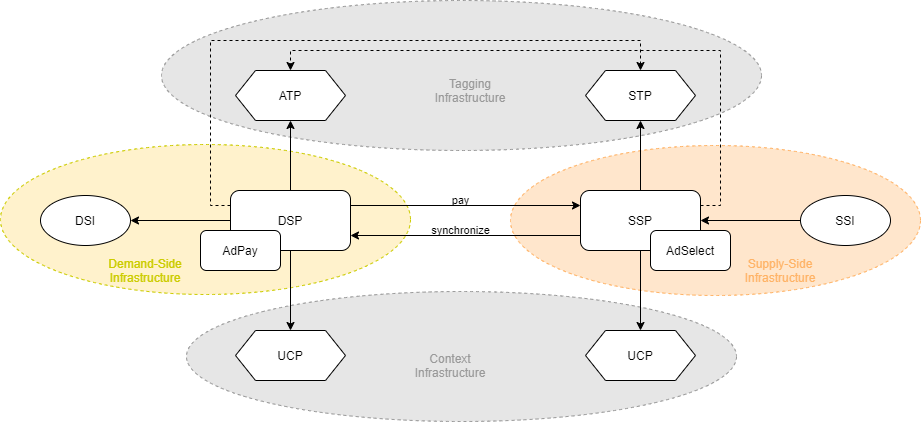 Tagging
Infrastructure
ATP
STP
DSI
DSP
pay
SSP
SSI
synchronize
AdPay
AdSelect
Demand-Side
Infrastructure
Supply-Side
Infrastructure
UCP
Context
Infrastructure
UCP